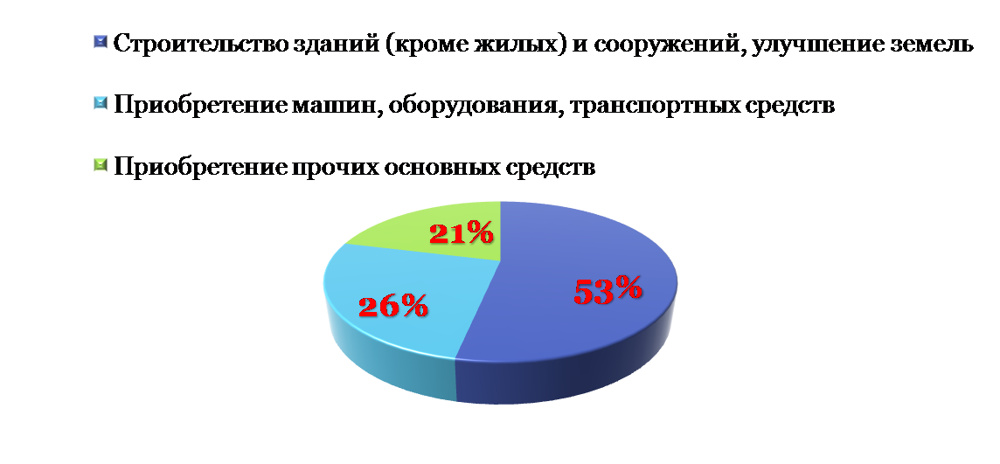 Строительство зданий (кроме жилых) и сооружений, улучшение земель
Приобретение машин, оборудования, транспортных средств
Приобретение прочих основных средств
21%
53%
26%